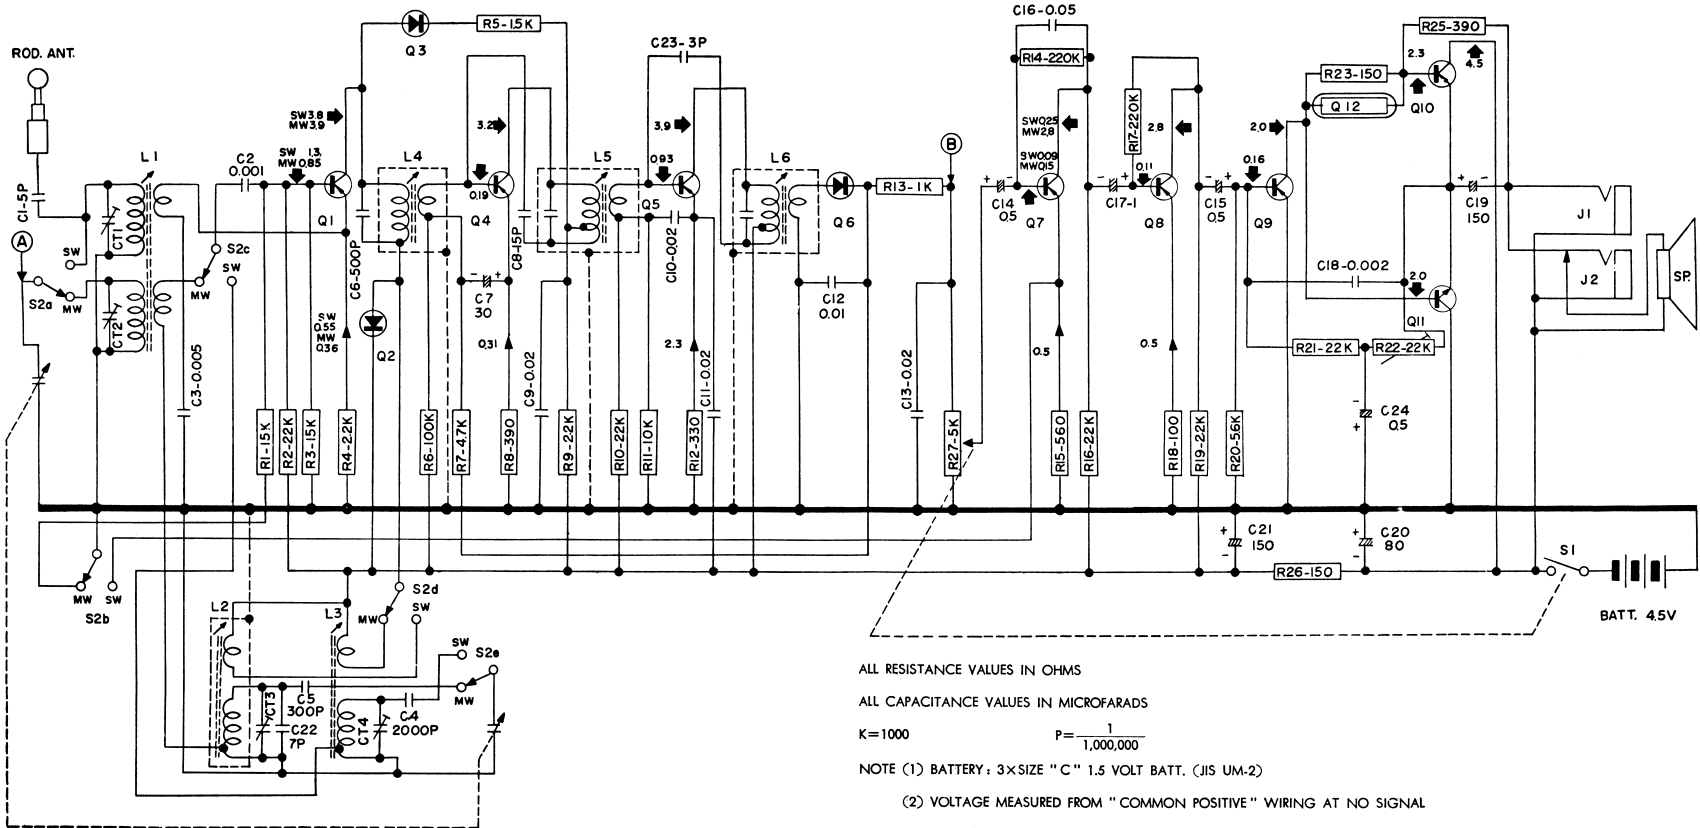 ROD. ANT.
C1-5P
A
SW
S2a
MW
CT1
CT2
L1
C2
0.001
S2c
SW
MW
C3-0.005
SW 1.3
MW 0.85
SW 3.8
MW 3.9
Q1
Q3
R5-1.5K
C6-500P
L4
SW
0.55
MW
0.36
Q2
3.2
0.19
Q4
C7
30
0.31
C8-15P
L5
C9-0.02
C23-3P
3.9
0.93
Q5
C10-0.02
2.3
C11-0.02
L6
Q6
C12
0.01
R13-1K
B
C13-0.02
C16-0.05
R14-220K
SW 0.25
MW 2.8
SW 0.09
MW 0.15
+ -
C14
0.5
Q7
0.5
R17-220K
2.8
0.11
+ -
C17-1
Q8
0.5
+ -
C15
0.5
0.16
Q9
2.0
R23-150
Q12
R25-390
2.3
4.5
Q10
C18-0.002
2.0
Q11
R21-22K
R22-22K
+ -
C19
150
J1
J2
SP.
-
+
C24
0.5
R1-15K
R2-22K
R3-15K
R4-2.2K
R6-100K
R7-4.7K
R8-390
R9-22K
R10-22K
R11-10K
R12-330
R27-5K
R15-560
R16-22K
R18-100
R19-2.2K
R20-5.6K
+
-
C21
150
+
-
C20
80
R26-150
S1
BATT. 4.5V
MW
SW
S2b
L2
L3
S2d
MW
SW
SW
S2e
MW
CT3
C5
300P
C22
7P
CT4
C4
2000P
ALL RESISTANCE VALUES IN OHMS
ALL CAPACITANCE VALUES IN MICROFARADS
K=1000 P= 1
1,000,000
NOTE (1) BATTERY: 3×SIZE "C" 1.5 VOLT BATT. (JIS UM-2)
(2) VOLTAGE MEASURED FROM "COMMON POSITIVE" WIRING AT NO SIGNAL